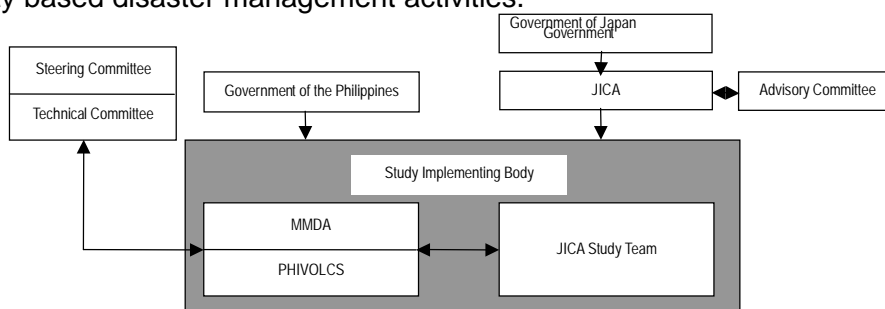 y based disaster management activities.
Government of Japan
Government
Steering Committee
Technical Committee
Government of the Philippines
JICA
Advisory Committee
Study Implementing Body
MMDA
PHIVOLCS
JICA Study Team